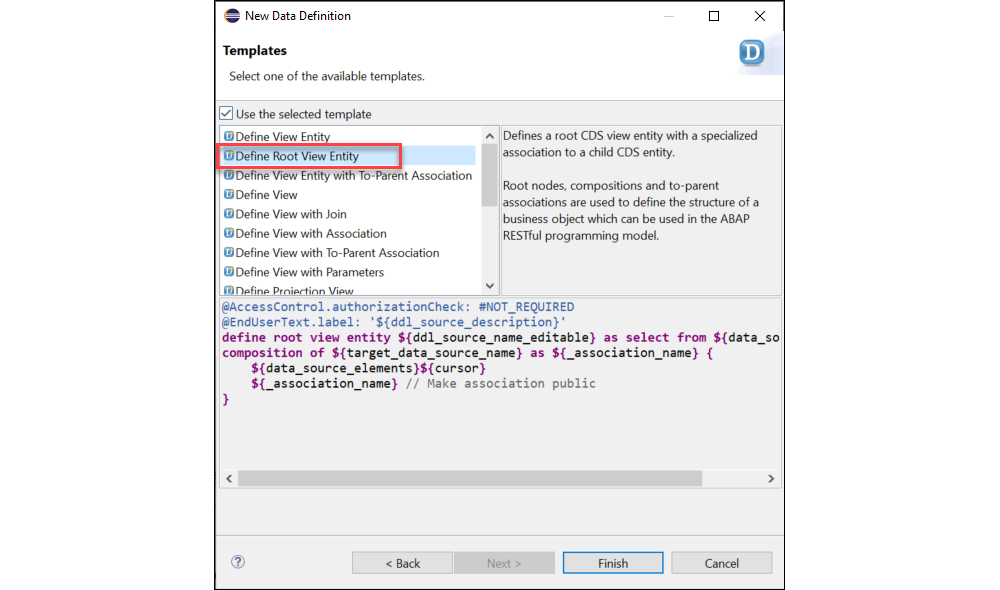 New Data Definition
Templates
Select one of the available templates.
D
Use the selected template
Define View Entity
Define Root View Entity
Define View Entity with To-Parent Association
Define View
Define View with Join
Define View with Association
Define View with To-Parent Association
Define View with Parameters
Define Projection View
Defines a root CDS view entity with a specialized
association to a child CDS entity.
Root nodes, compositions and to-parent
associations are used to define the structure of a
business object which can be used in the ABAP
RESTful programming model.
@AccessControl.authorizationCheck: #NOT_REQUIRED
@EndUserText.label: '${ddl_source_description}'
define root view entity ${ddl_source_name_editable} as select from ${data_so
composition of ${target_data_source_name} as ${_association_name} {
${data_source_elements}${cursor}
${_association_name} // Make association public
}
?
< Back
Next >
Finish
Cancel